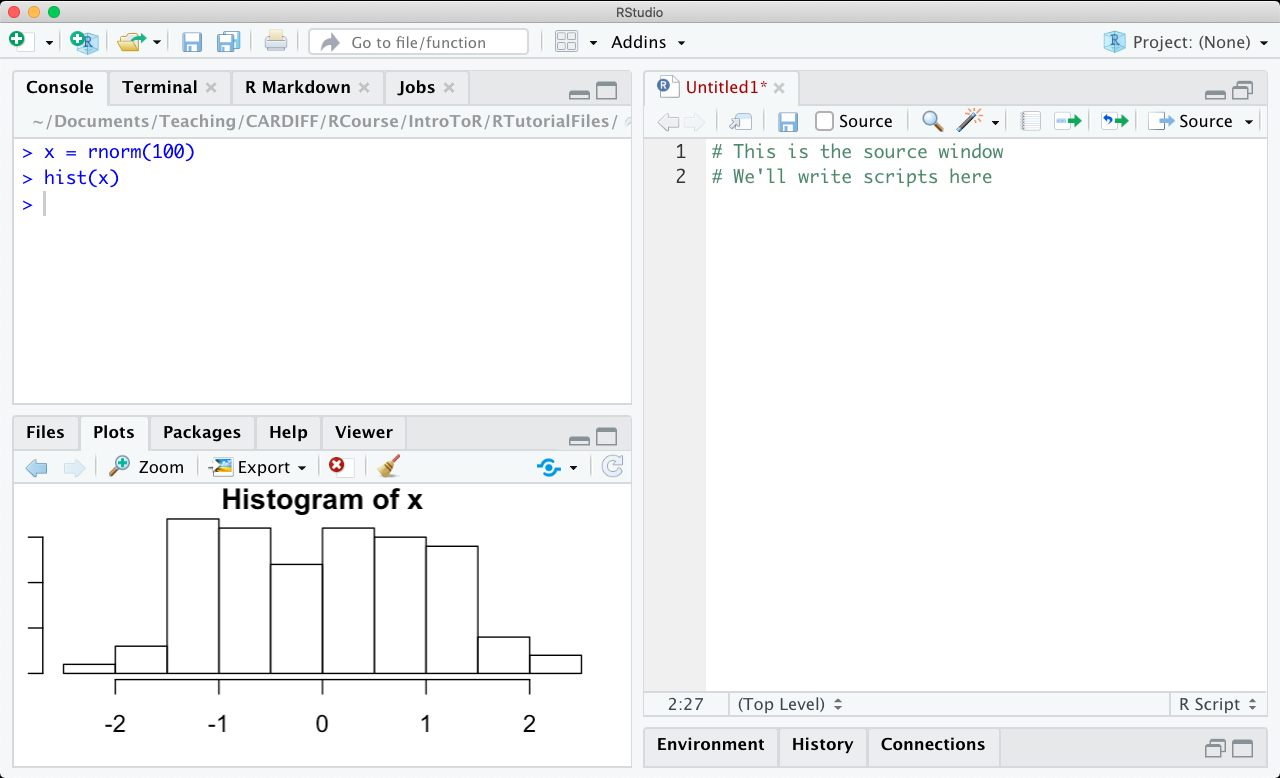 RStudio
Go to file/function
Addins
Project: (None)
Console Terminal R Markdown Jobs
~/Documents/Teaching/CARDIFF/RCourse/IntroToR/RTutorialFiles/
> x = rnorm(100)
> hist(x)
>
Files Plots Packages Help Viewer
Zoom Export
Histogram of x
-2 -1 0 1 2
Untitled1*
Source Source
1 # This is the source window
2 # We'll write scripts here
2:27 (Top Level) R Script
Environment History Connections